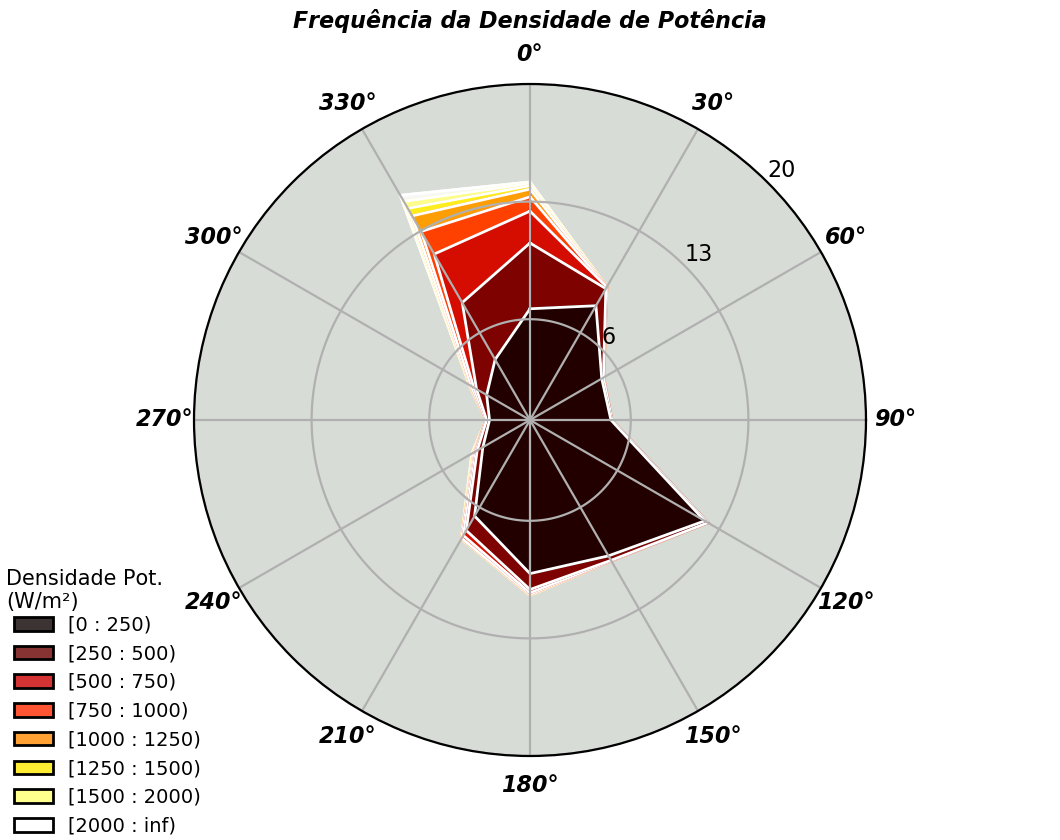 Frequência da Densidade de Potência
0°
330°
30°
20
300°
60°
13
6
270°
90°
240°
120°
210°
150°
180°
Densidade Pot.
(W/m²)
[0 : 250)
[250 : 500)
[500 : 750)
[750 : 1000)
[1000 : 1250)
[1250 : 1500)
[1500 : 2000)
[2000 : inf)